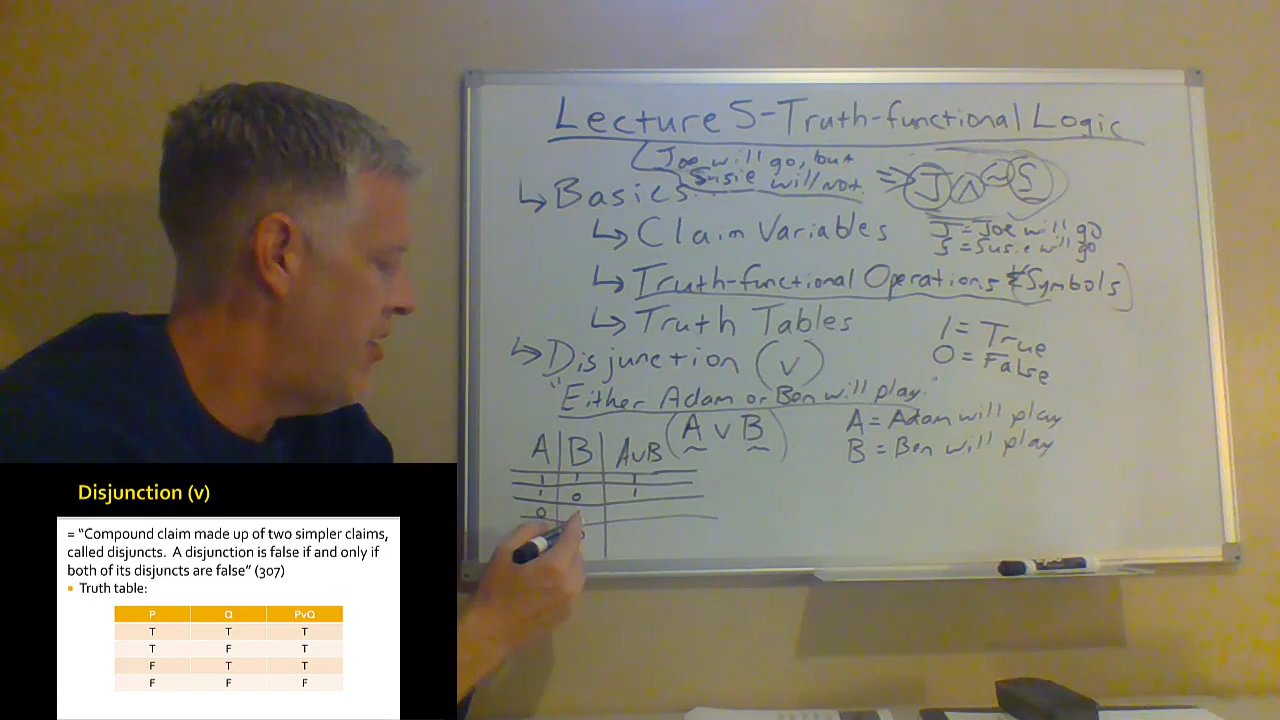 Lecture 5-Truth-functional Logic
Joe will go, but
Susie will not.
⇒ J ∧ ~S
↳ Basics
↳ Claim Variables
J = Joe will go
S = Susie will go
↳ Truth-functional Operations & Symbols
↳ Truth Tables
1 = True
0 = False
↳ Disjunction (v)
"Either Adam or Ben will play."
(A v B)
A = Adam will play
B = Ben will play
A B AvB
1 1 1
1 0 1
0
Disjunction (v)
= “Compound claim made up of two simpler claims,
called disjuncts. A disjunction is false if and only if
both of its disjuncts are false” (307)
Truth table:
P Q PvQ
T T T
T F T
F T T
F F F